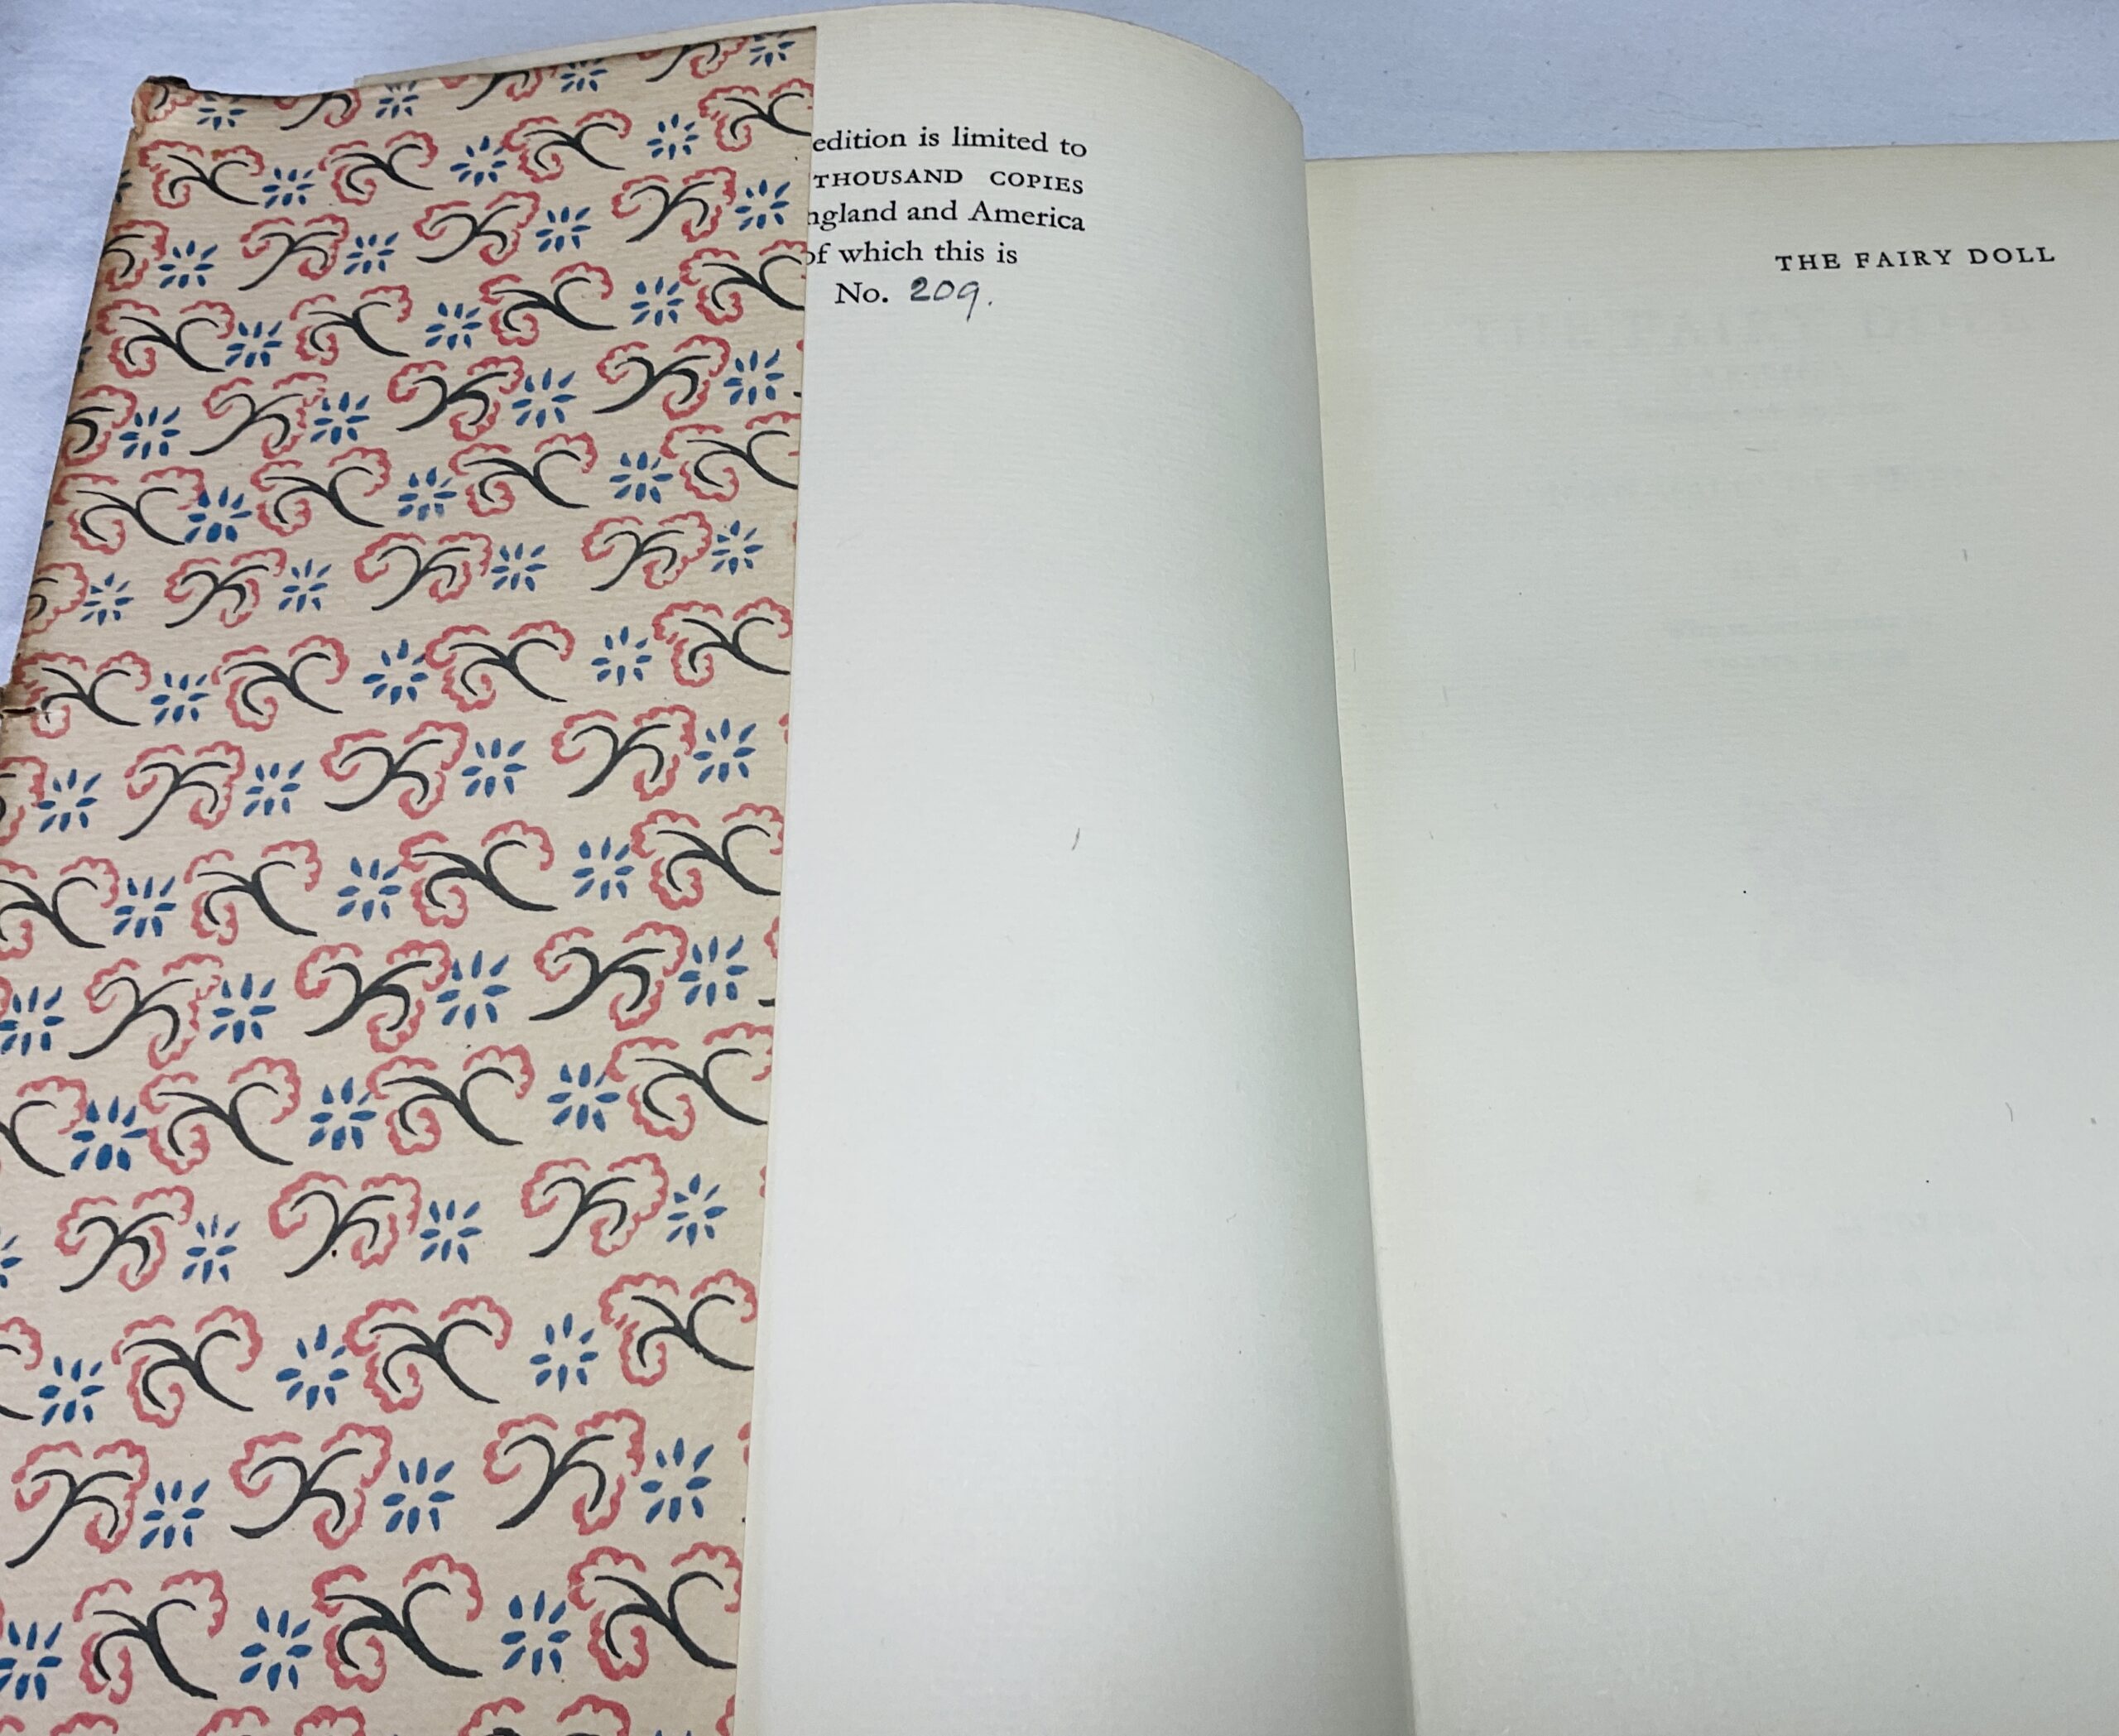 edition is limited to
THOUSAND COPIES
ngland and America
of which this is
No. 209.
THE FAIRY DOLL